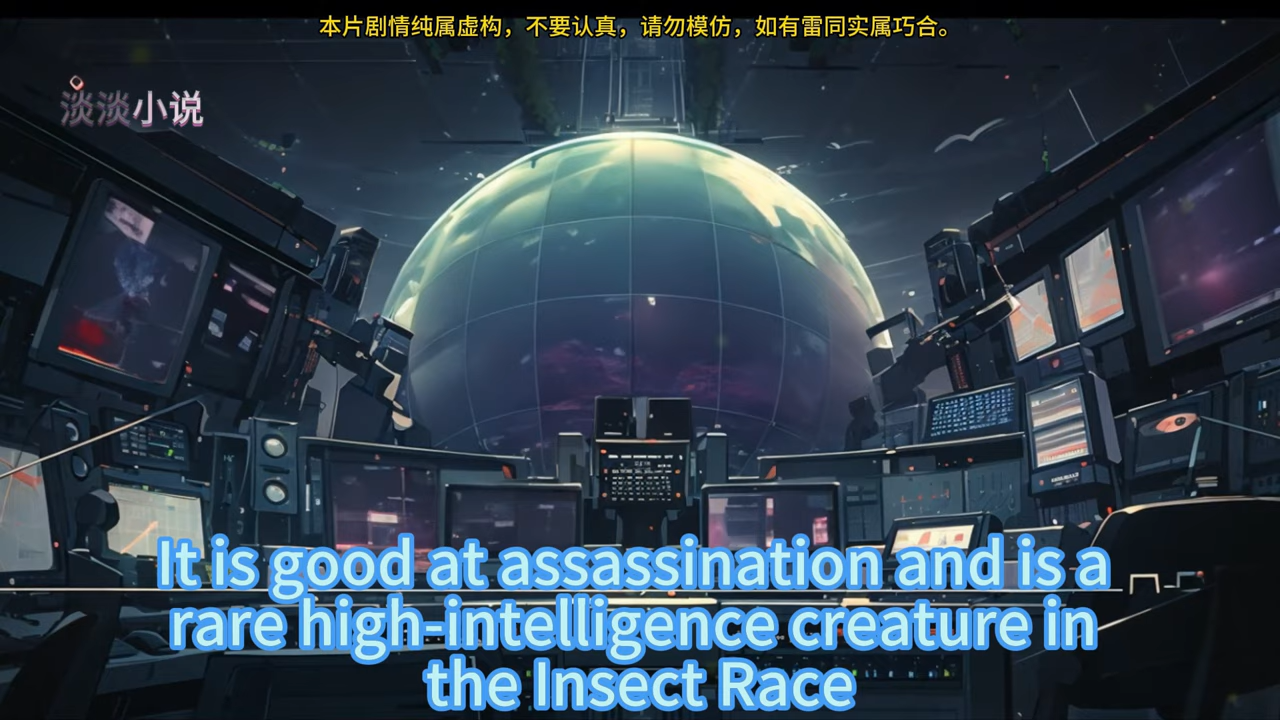 本片剧情纯属虚构，不要认真，请勿模仿，如有雷同实属巧合。
淡淡小说
It is good at assassination and is a
rare high-intelligence creature in
the Insect Race